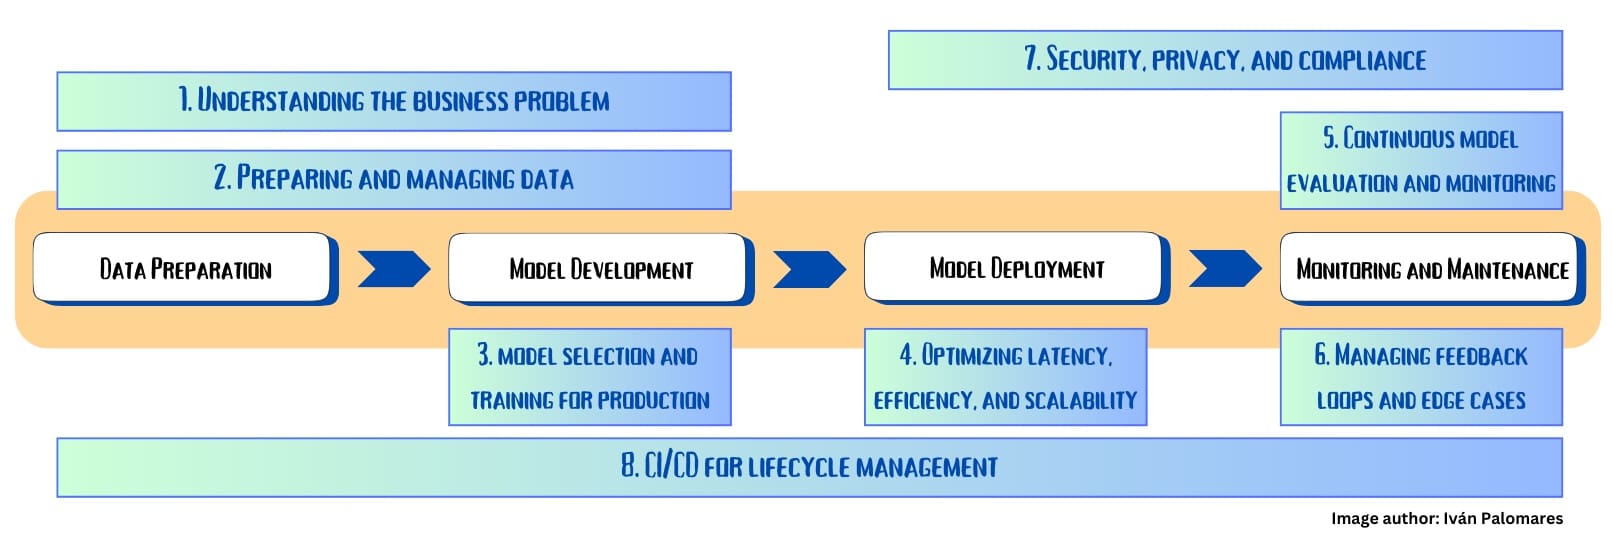 7. Security, privacy, and compliance
1. Understanding the business problem
5. Continuous model
evaluation and monitoring
2. Preparing and managing data
Data Preparation
Model Development
Model Deployment
Monitoring and Maintenance
3. model selection and
training for production
4. Optimizing latency,
efficiency, and scalability
6. Managing feedback
loops and edge cases
8. CI/CD for lifecycle management
Image author: Iván Palomares